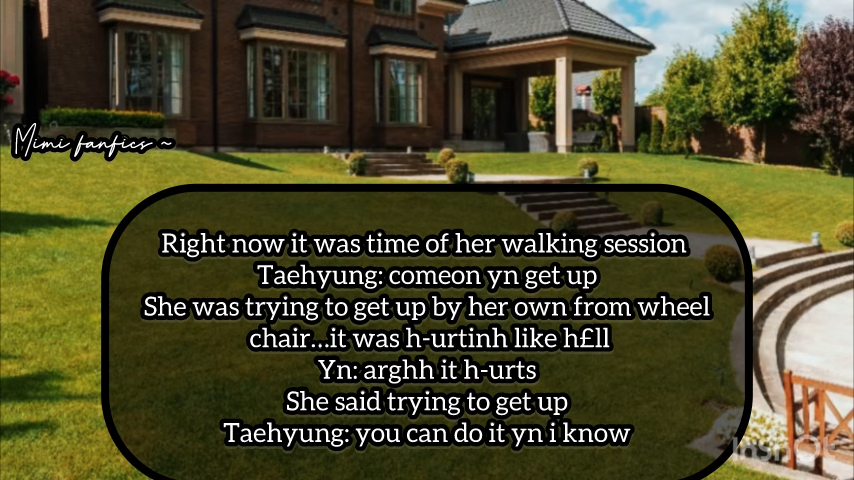 Mimi fanfics ~
Right now it was time of her walking session
Taehyung: comeon yn get up
She was trying to get up by her own from wheel
chair...it was h-urtinh like h£ll
Yn: arghh it h-urts
She said trying to get up
Taehyung: you can do it yn i know
InShOt